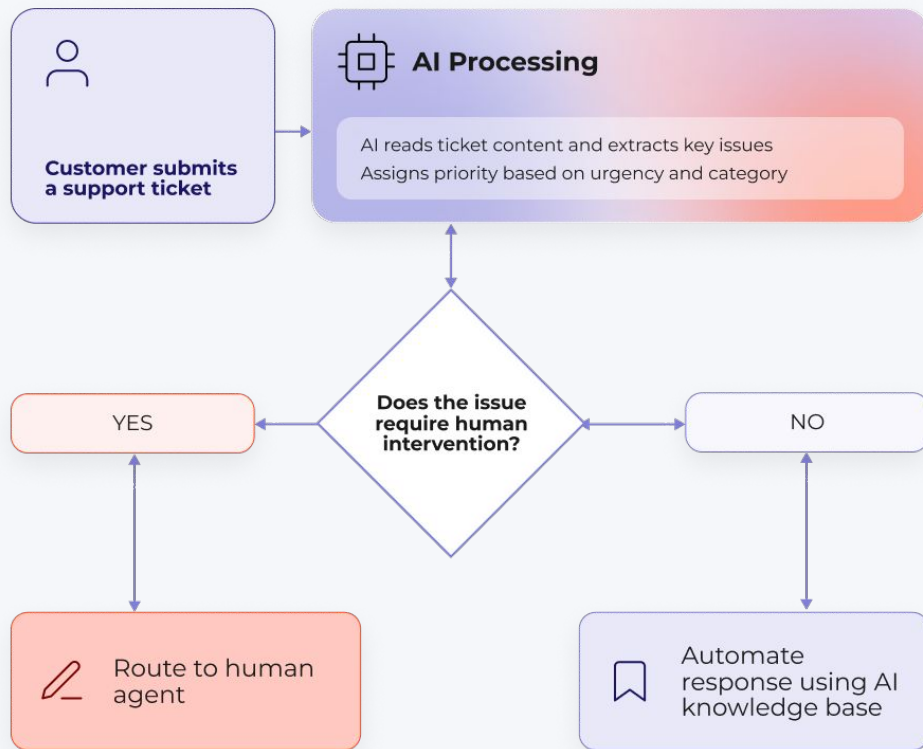 AI Processing
AI reads ticket content and extracts key issues
Assigns priority based on urgency and category
Customer submits
a support ticket
Does the issue
require human
intervention?
YES
NO
Route to human
agent
Automate
response using AI
knowledge base